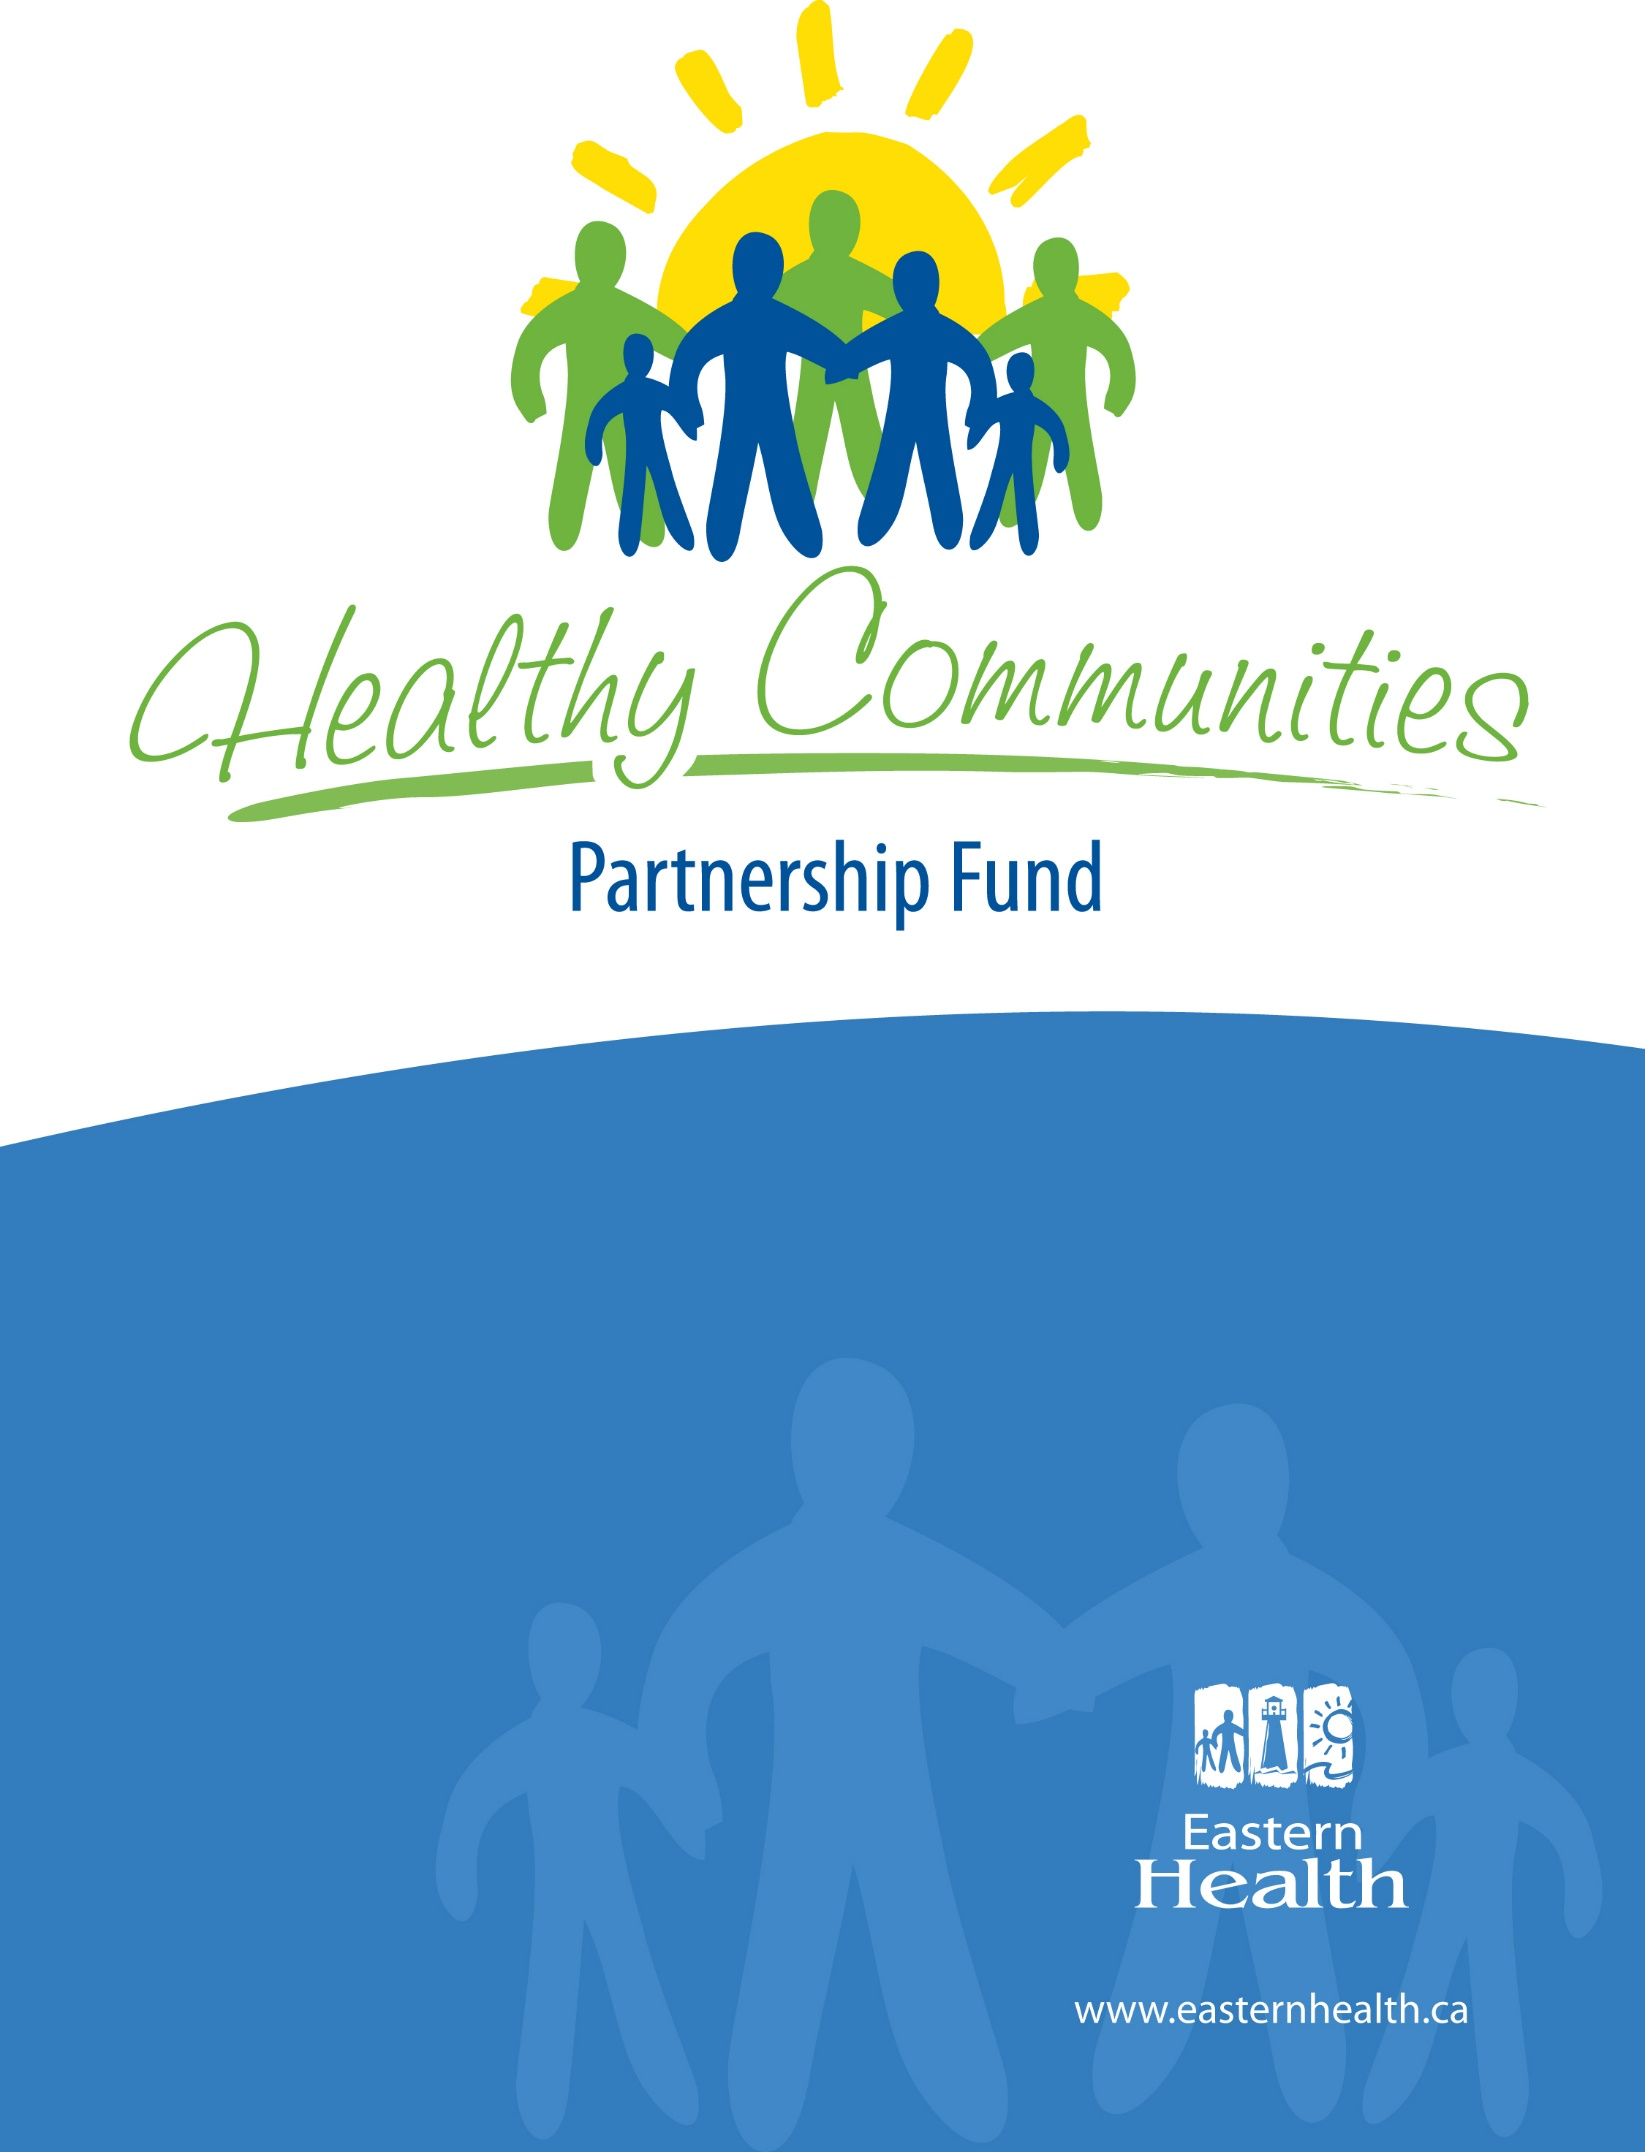 Healthy Communities
Partnership Fund
Eastern
Health
www.easternhealth.ca